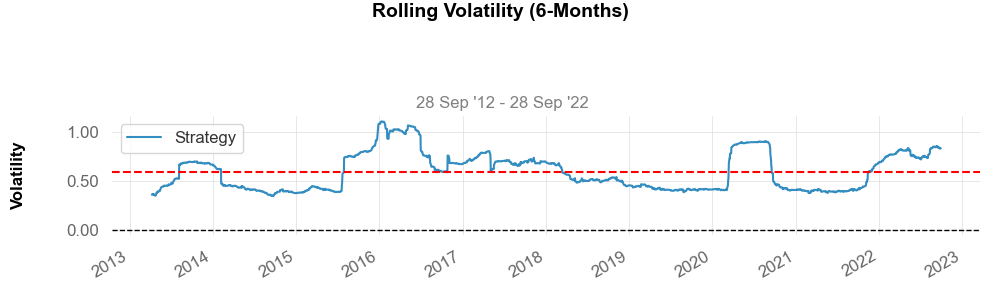 Rolling Volatility (6-Months)
28 Sep '12 - 28 Sep '22
Strategy
Volatility
1.00
0.50
0.00
2013 2014 2015 2016 2017 2018 2019 2020 2021 2022 2023